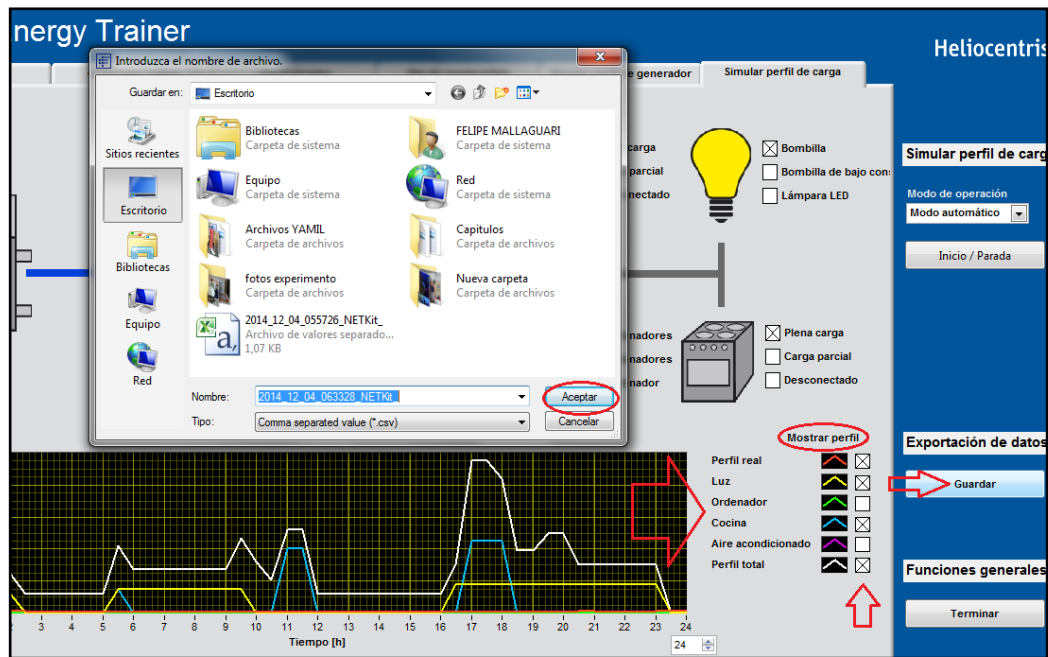 nergy Trainer
Heliocentris
Introduzca el nombre de archivo.
e generador
Simular perfil de carga
Guardar en:
Escritorio
Sitios recientes
Escritorio
Bibliotecas
Equipo
Red
Bibliotecas
Carpeta de sistema
FELIPE MALLAGUARI
Carpeta de sistema
Equipo
Carpeta de sistema
Red
Carpeta de sistema
Archivos YAMIL
Carpeta de archivos
Capitulos
Carpeta de archivos
fotos experimento
Carpeta de archivos
Nueva carpeta
Carpeta de archivos
2014_12_04_055726_NETKit_
Archivo de valores separado...
1,07 KB
Nombre:
2014_12_04_063328_NETKit_
Aceptar
Tipo:
Comma separated value (*.csv)
Cancelar
carga
parcial
nectado
Bombilla
Bombilla de bajo cons
Lámpara LED
nadores
nadores
nador
Plena carga
Carga parcial
Desconectado
Simular perfil de carg
Modo de operación
Modo automático
Inicio / Parada
Mostrar perfil
Perfil real
Luz
Ordenador
Cocina
Aire acondicionado
Perfil total
Exportación de datos
Guardar
Funciones generales
Terminar
3 4 5 6 7 8 9 10 11 12 13 14 15 16 17 18 19 20 21 22 23 24
Tiempo [h]
24